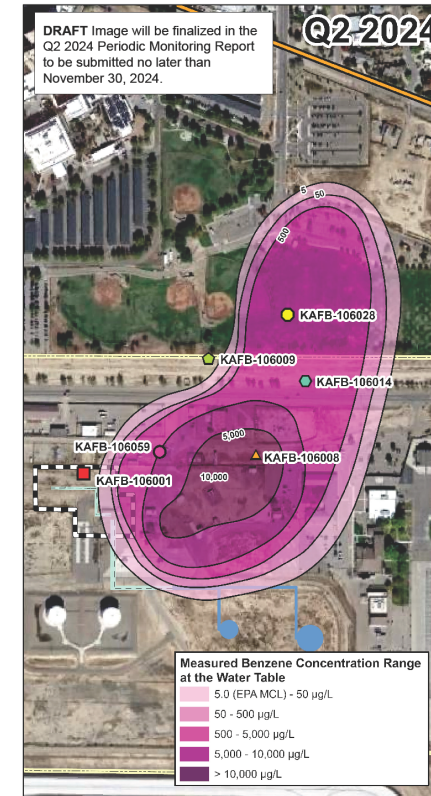 DRAFT Image will be finalized in the
Q2 2024 Periodic Monitoring Report
to be submitted no later than
November 30, 2024.
Q2 2024
5
50
500
KAFB-106028
KAFB-106009
KAFB-106014
5,000
KAFB-106059
KAFB-106008
KAFB-106001
10,000
Measured Benzene Concentration Range
at the Water Table
5.0 (EPA MCL) - 50 µg/L
50 - 500 µg/L
500 - 5,000 µg/L
5,000 - 10,000 µg/L
> 10,000 µg/L